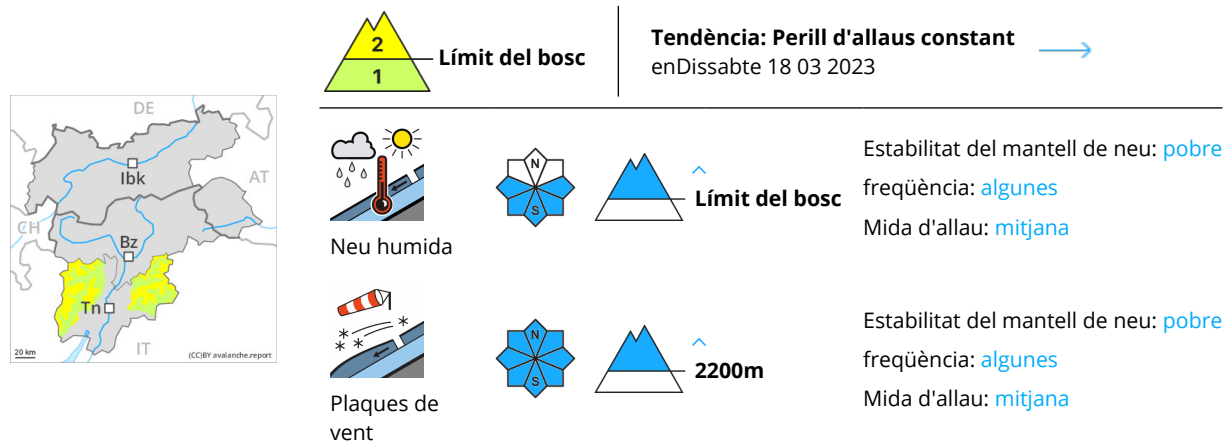 2
1
Límit del bosc
Tendència: Perill d'allaus constant
enDissabte 18 03 2023
DE
AT
CH
Ibk
Bz
Tn
IT
20 km
(CC)BY avalanche.report
N
S
Límit del bosc
Neu humida
Estabilitat del mantell de neu: pobre
freqüència: algunes
Mida d'allau: mitjana
N
S
2200m
Plaques de
vent
Estabilitat del mantell de neu: pobre
freqüència: algunes
Mida d'allau: mitjana